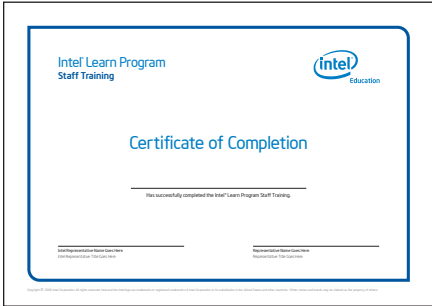 Intel® Learn Program
Staff Training
intel
Education
Certificate of Completion
Has successfully completed the Intel® Learn Program Staff Training.
Intel Representative Name Goes Here
Intel Representative Title Goes Here
Representative Name Goes Here
Representative Title Goes Here